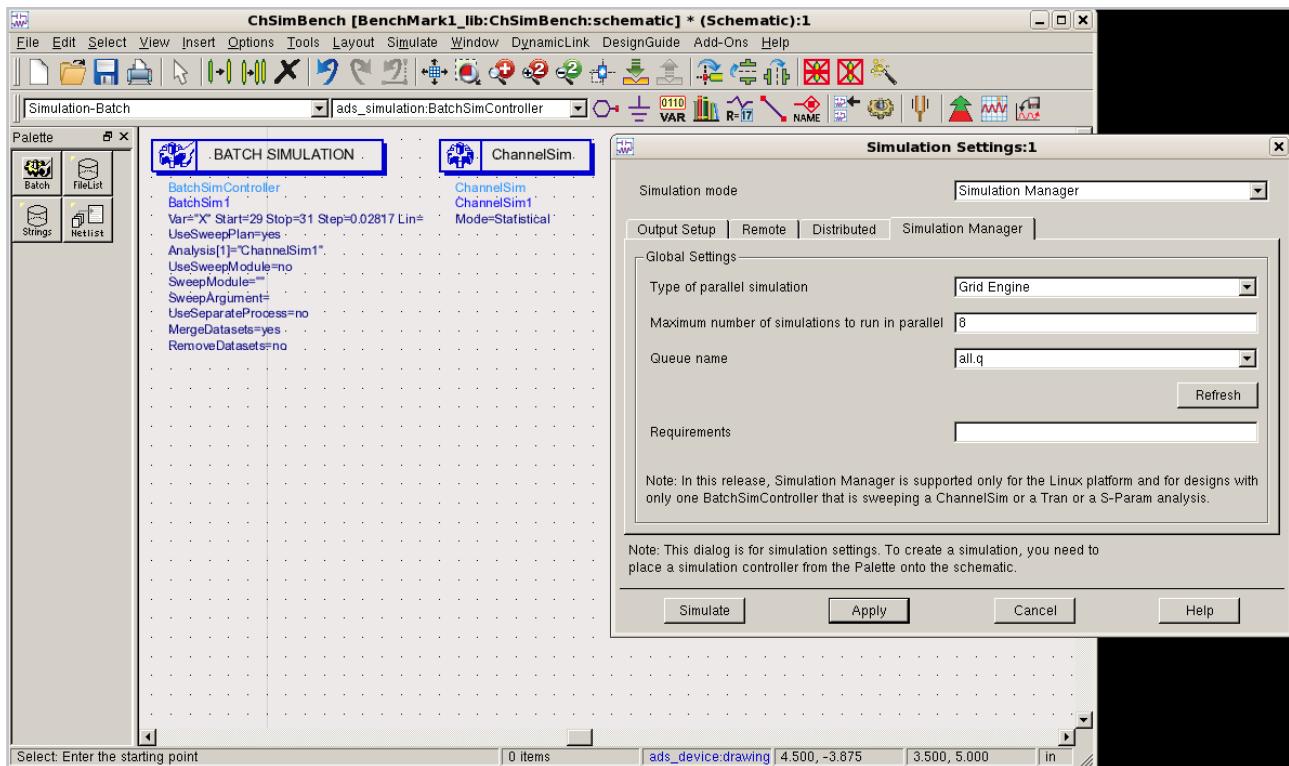 ChSimBench [BenchMark1_lib:ChSimBench:schematic] * (Schematic):1
File Edit Select View Insert Options Tools Layout Simulate Window DynamicLink DesignGuide Add-Ons Help
Simulation-Batch ads_simulation:BatchSimController 0110 VAR R=17 NAME
Palette
Batch FileList
Strings Netlist
BATCH SIMULATION
BatchSimController
BatchSim1
Var="X" Start=29 Stop=31 Step=0.02817 Lin=
UseSweepPlan=yes
Analysis[1]="ChannelSim1"
UseSweepModule=no
SweepModule=""
SweepArgument=
UseSeparateProcess=no
MergeDatasets=yes
RemoveDatasets=no
ChannelSim
ChannelSim
ChannelSim1
Mode=Statistical
Simulation Settings:1
Simulation mode Simulation Manager
Output Setup Remote Distributed Simulation Manager
Global Settings
Type of parallel simulation Grid Engine
Maximum number of simulations to run in parallel 8
Queue name all.q
Refresh
Requirements
Note: In this release, Simulation Manager is supported only for the Linux platform and for designs with
only one BatchSimController that is sweeping a ChannelSim or a Tran or a S-Param analysis.
Note: This dialog is for simulation settings. To create a simulation, you need to
place a simulation controller from the Palette onto the schematic.
Simulate Apply Cancel Help
Select: Enter the starting point 0 items ads_device:drawing 4.500, -3.875 3.500, 5.000 in